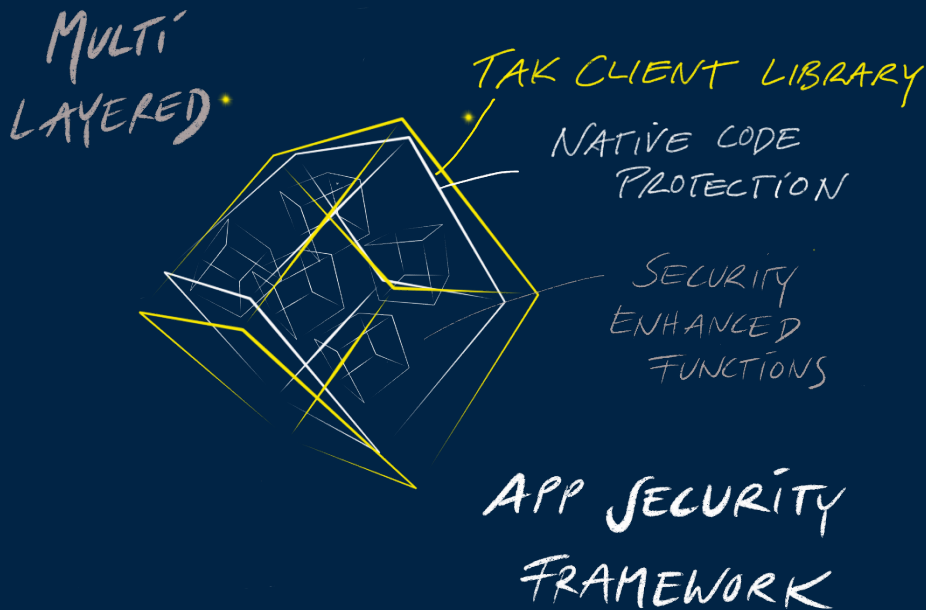 MULTI
LAYERED
TAK CLIENT LIBRARY
NATIVE CODE
PROTECTION
SECURITY
ENHANCED
FUNCTIONS
APP SECURITY
FRAMEWORK